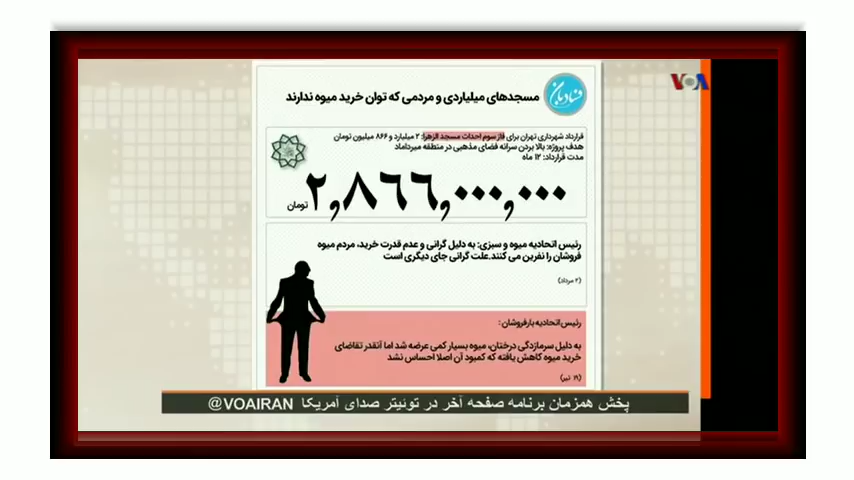 VOA
فسادبان
مسجدهای میلیاردی و مردمی که توان خرید میوه ندارند
قرارداد شهرداری تهران برای فاز سوم احداث مسجد الزهرا: ۲ میلیارد و ۸۶۶ میلیون تومان
هدف پروژه: بالا بردن سرانه فضای مذهبی در منطقه میرداماد
مدت قرارداد: ۱۲ ماه
۲,۸۶۶,۰۰۰,۰۰۰ تومان
رئیس اتحادیه میوه و سبزی: به دلیل گرانی و عدم قدرت خرید، مردم میوه
فروشان را نفرین می کنند.علت گرانی جای دیگری است
(۲ مرداد)
رئیس اتحادیه بارفروشان :
به دلیل سرمازدگی درختان، میوه بسیار کمی عرضه شد اما آنقدر تقاضای
خرید میوه کاهش یافته که کمبود آن اصلا احساس نشد
(۱۹ تیر)
پخش همزمان برنامه صفحه آخر در توئیتر صدای آمریکا @VOAIRAN